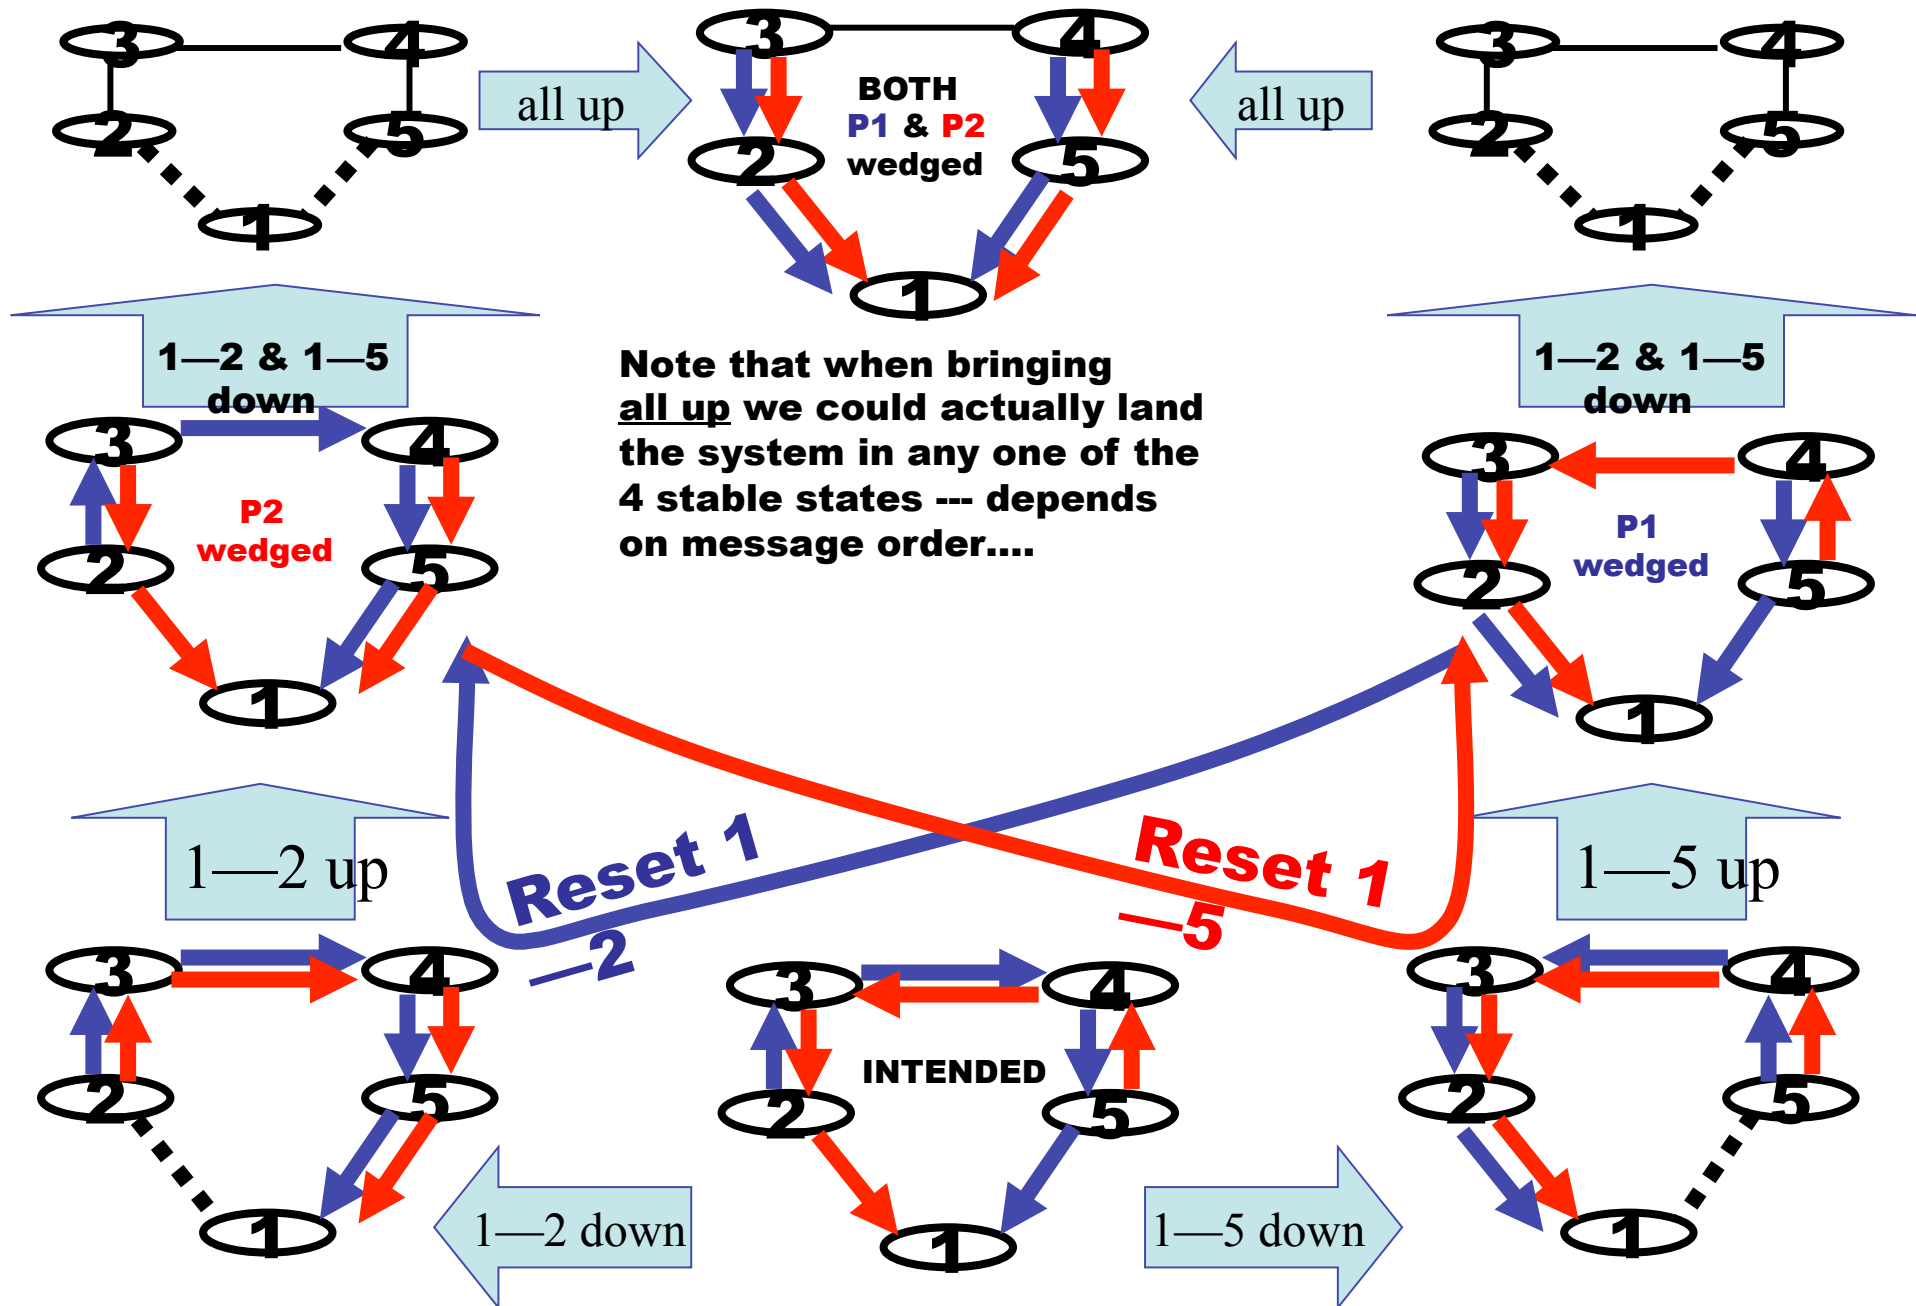 3
4
2
5
1
all up
3
4
BOTH
P1 & P2
wedged
2
5
1
all up
3
4
2
5
1
1—2 & 1—5
down
3
4
P2
wedged
2
5
1
Note that when bringing
all up we could actually land
the system in any one of the
4 stable states --- depends
on message order....
1—2 & 1—5
down
3
4
P1
wedged
2
5
1
1—2 up
Reset 1
—2
Reset 1
—5
1—5 up
3
4
2
5
1
1—2 down
3
4
INTENDED
2
5
1
1—5 down
3
4
2
5
1